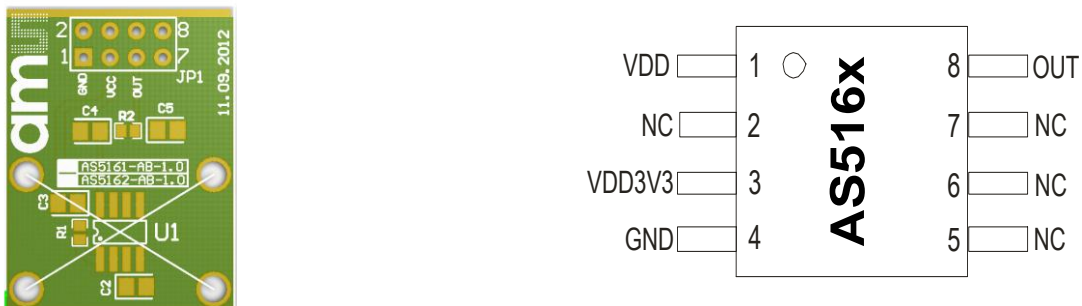 ams
2 8
1 7
GND VCC OUT
JP1
11.09.2012
C4 R2 C5
AS5161-AB-1.0
AS5162-AB-1.0
C3
R1
U1
C2
VDD 1 8 OUT
NC 2 7 NC
VDD3V3 3 6 NC
GND 4 5 NC
AS516x